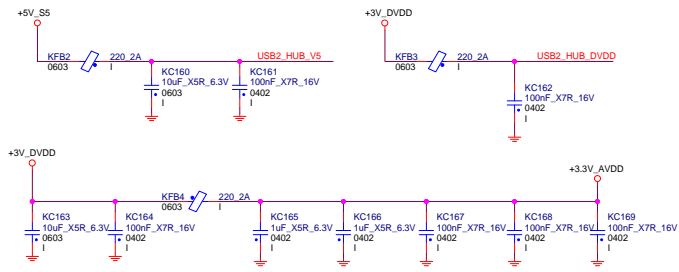 +5V_S5
KFB2
220_2A
0603
I
USB2_HUB_V5
KC160
10uF_X5R_6.3V
0603
I
KC161
100nF_X7R_16V
0402
I
+3V_DVDD
KFB3
220_2A
0603
I
USB2_HUB_DVDD
KC162
100nF_X7R_16V
0402
I
+3V_DVDD
KFB4
220_2A
0603
I
+3.3V_AVDD
KC163
10uF_X5R_6.3V
0603
I
KC164
100nF_X7R_16V
0402
I
KC165
1uF_X5R_6.3V
0402
I
KC166
1uF_X5R_6.3V
0402
I
KC167
100nF_X7R_16V
0402
I
KC168
100nF_X7R_16V
0402
I
KC169
100nF_X7R_16V
0402
I